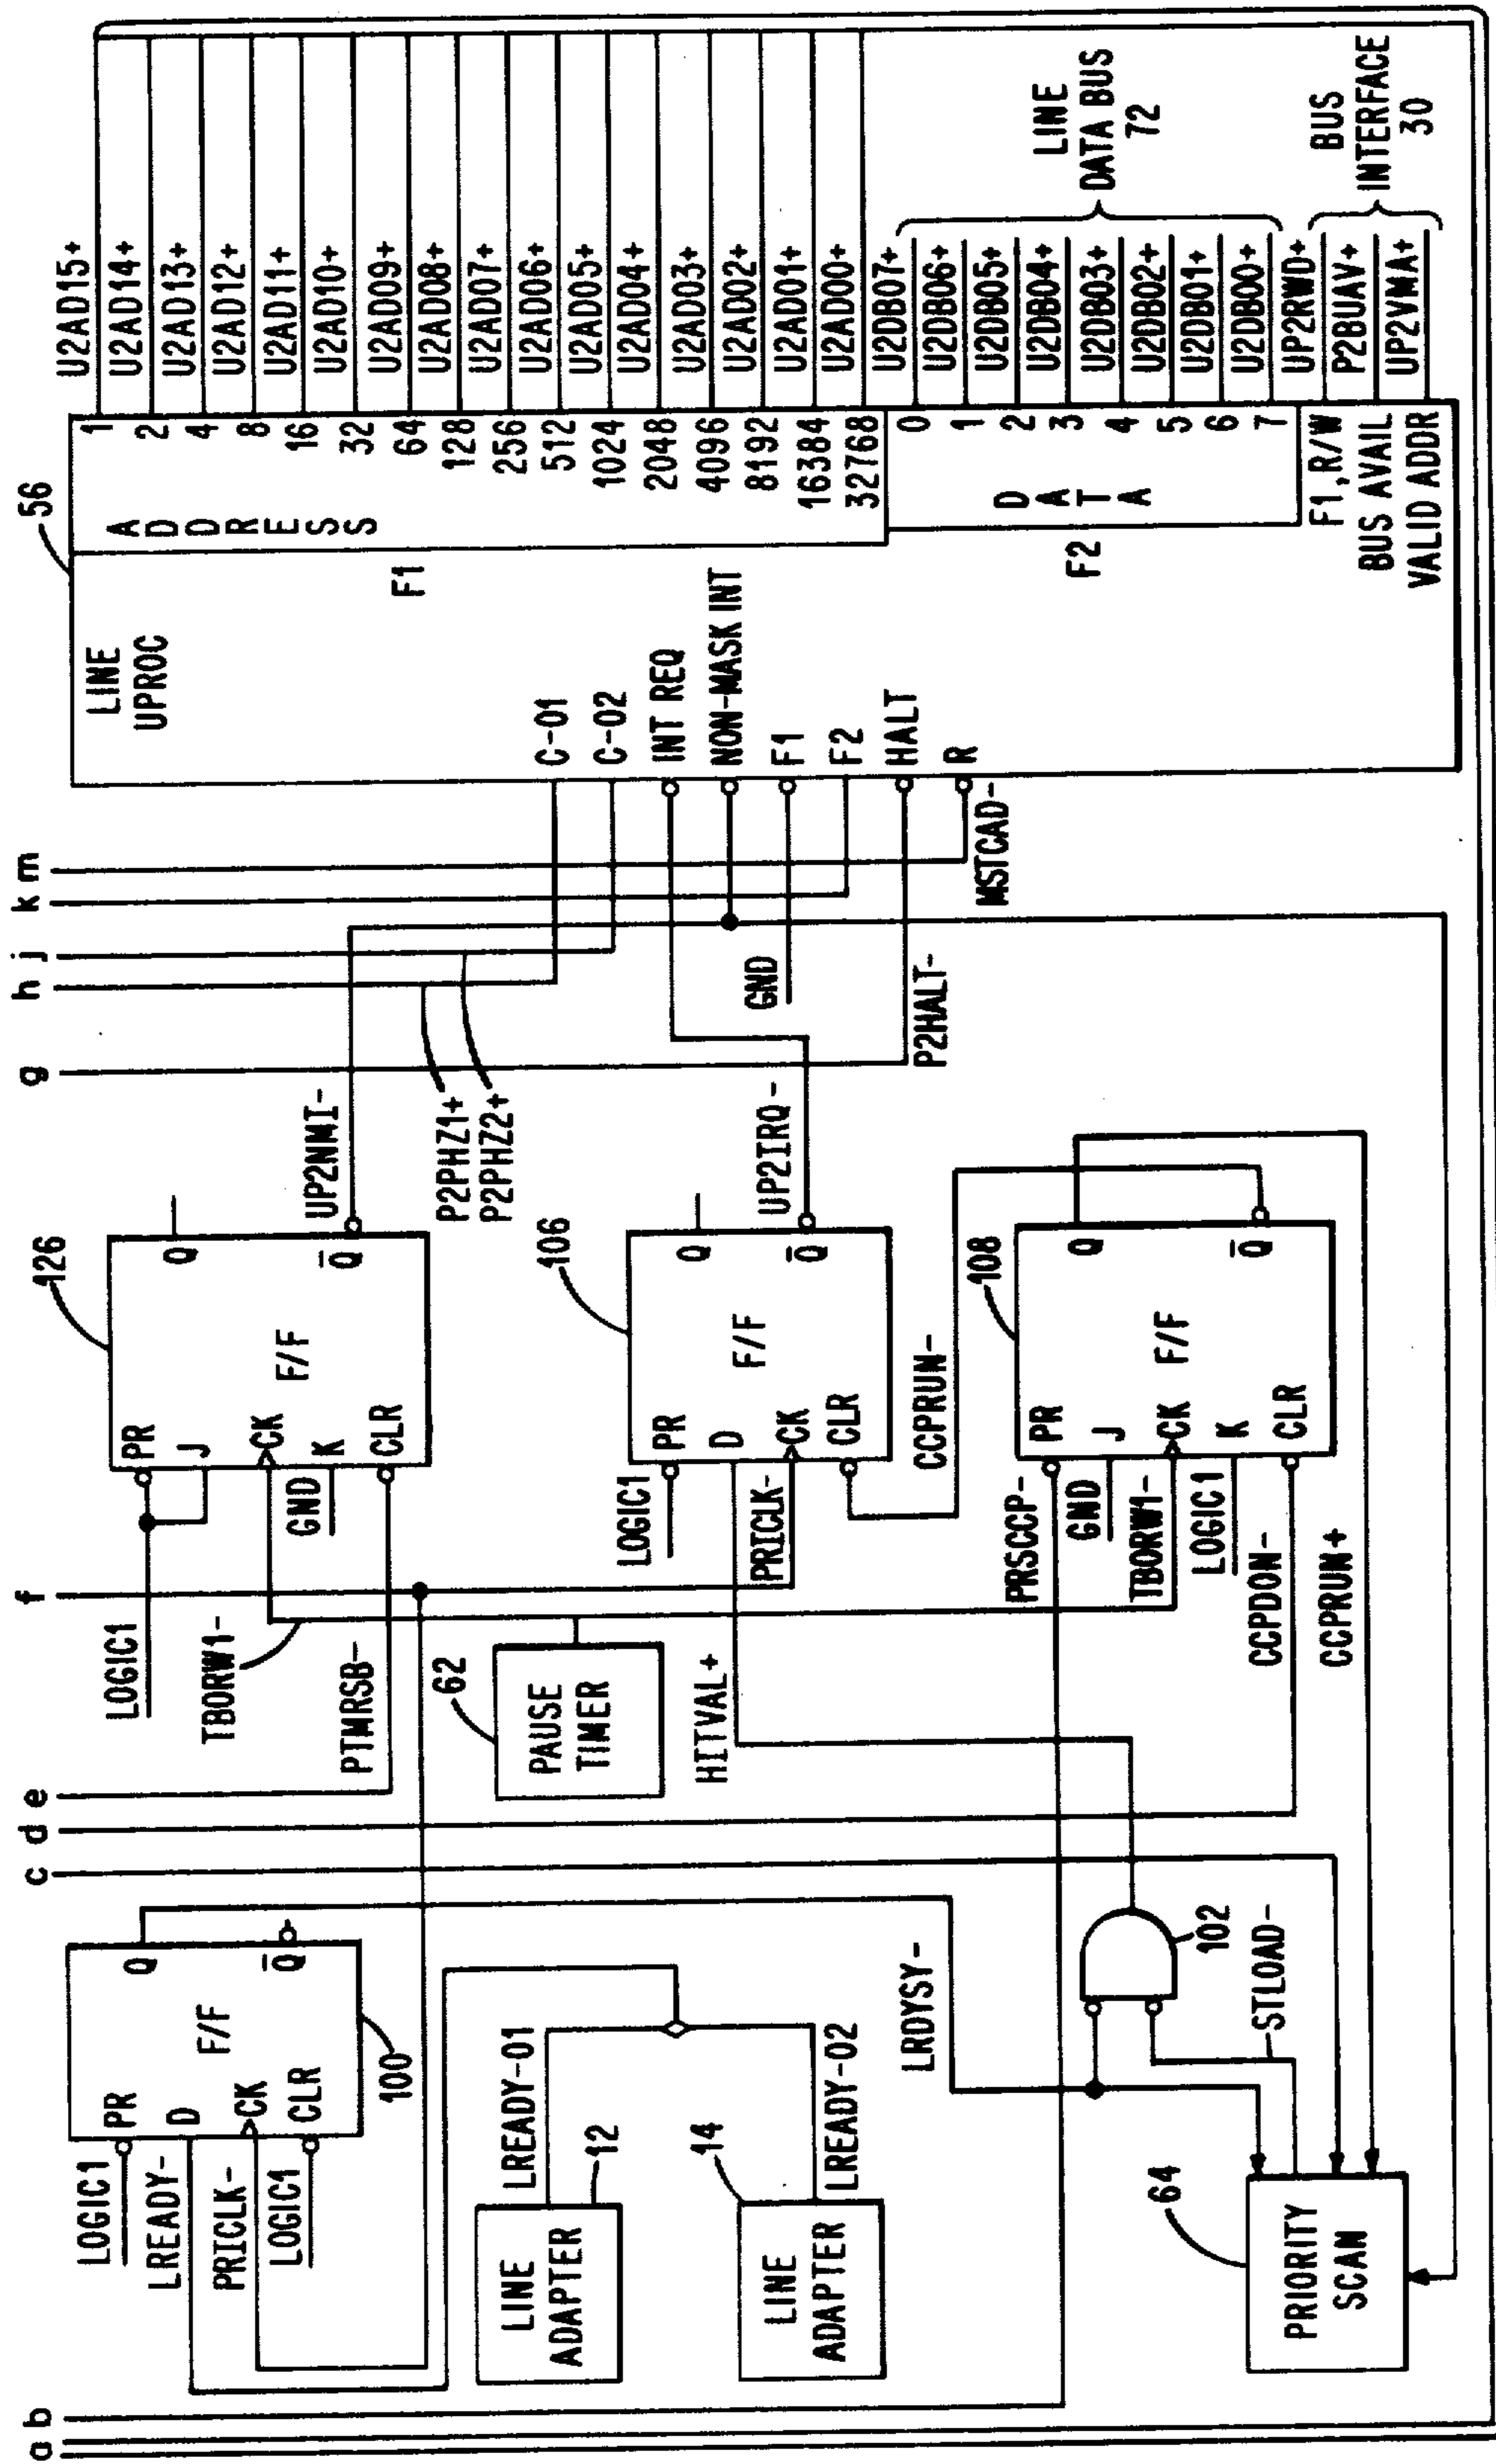 a
b
c
d
e
f
g
h
j
k
m
LOGIC1
LREADY-
PRICLK-
LOGIC1
PR
D
CK
CLR
F/F
Q
Q
100
LINE
ADAPTER
12
LREADY-01
LINE
ADAPTER
14
LREADY-02
LRDYSY-
PRIORITY
SCAN
64
102
STLOAD-
LOGIC1
TBORW1-
PTMRSB-
GND
PR
J
CK
K
CLR
F/F
Q
Q
126
UP2NMI-
PAUSE
TIMER
62
HITVAL+
LOGIC1
PRICLK-
PR
D
CK
CLR
F/F
Q
Q
106
UP2IRQ-
P2PHZ1+
P2PHZ2+
CCPRUN-
PRSCCP-
GND
TBORW1-
LOGIC1
CCPDON-
CCPRUN+
PR
J
CK
K
CLR
F/F
Q
Q
108
GND
P2HALT-
MSTCAD-
LINE
UPROC
56
C-01
C-02
INT REQ
NON-MASK INT
F1
F2
HALT
R
F1
ADDRESS
1
2
4
8
16
32
64
128
256
512
1024
2048
4096
8192
16384
32768
F2
DATA
0
1
2
3
4
5
6
7
F1,R/W
BUS AVAIL
VALID ADDR
U2AD15+
U2AD14+
U2AD13+
U2AD12+
U2AD11+
U2AD10+
U2AD09+
U2AD08+
U2AD07+
U2AD06+
U2AD05+
U2AD04+
U2AD03+
U2AD02+
U2AD01+
U2AD00+
U2DB07+
U2DB06+
U2DB05+
U2DB04+
U2DB03+
U2DB02+
U2DB01+
U2DB00+
UP2RWD+
P2BUAV+
UP2VMA+
LINE
DATA BUS
72
BUS
INTERFACE
30